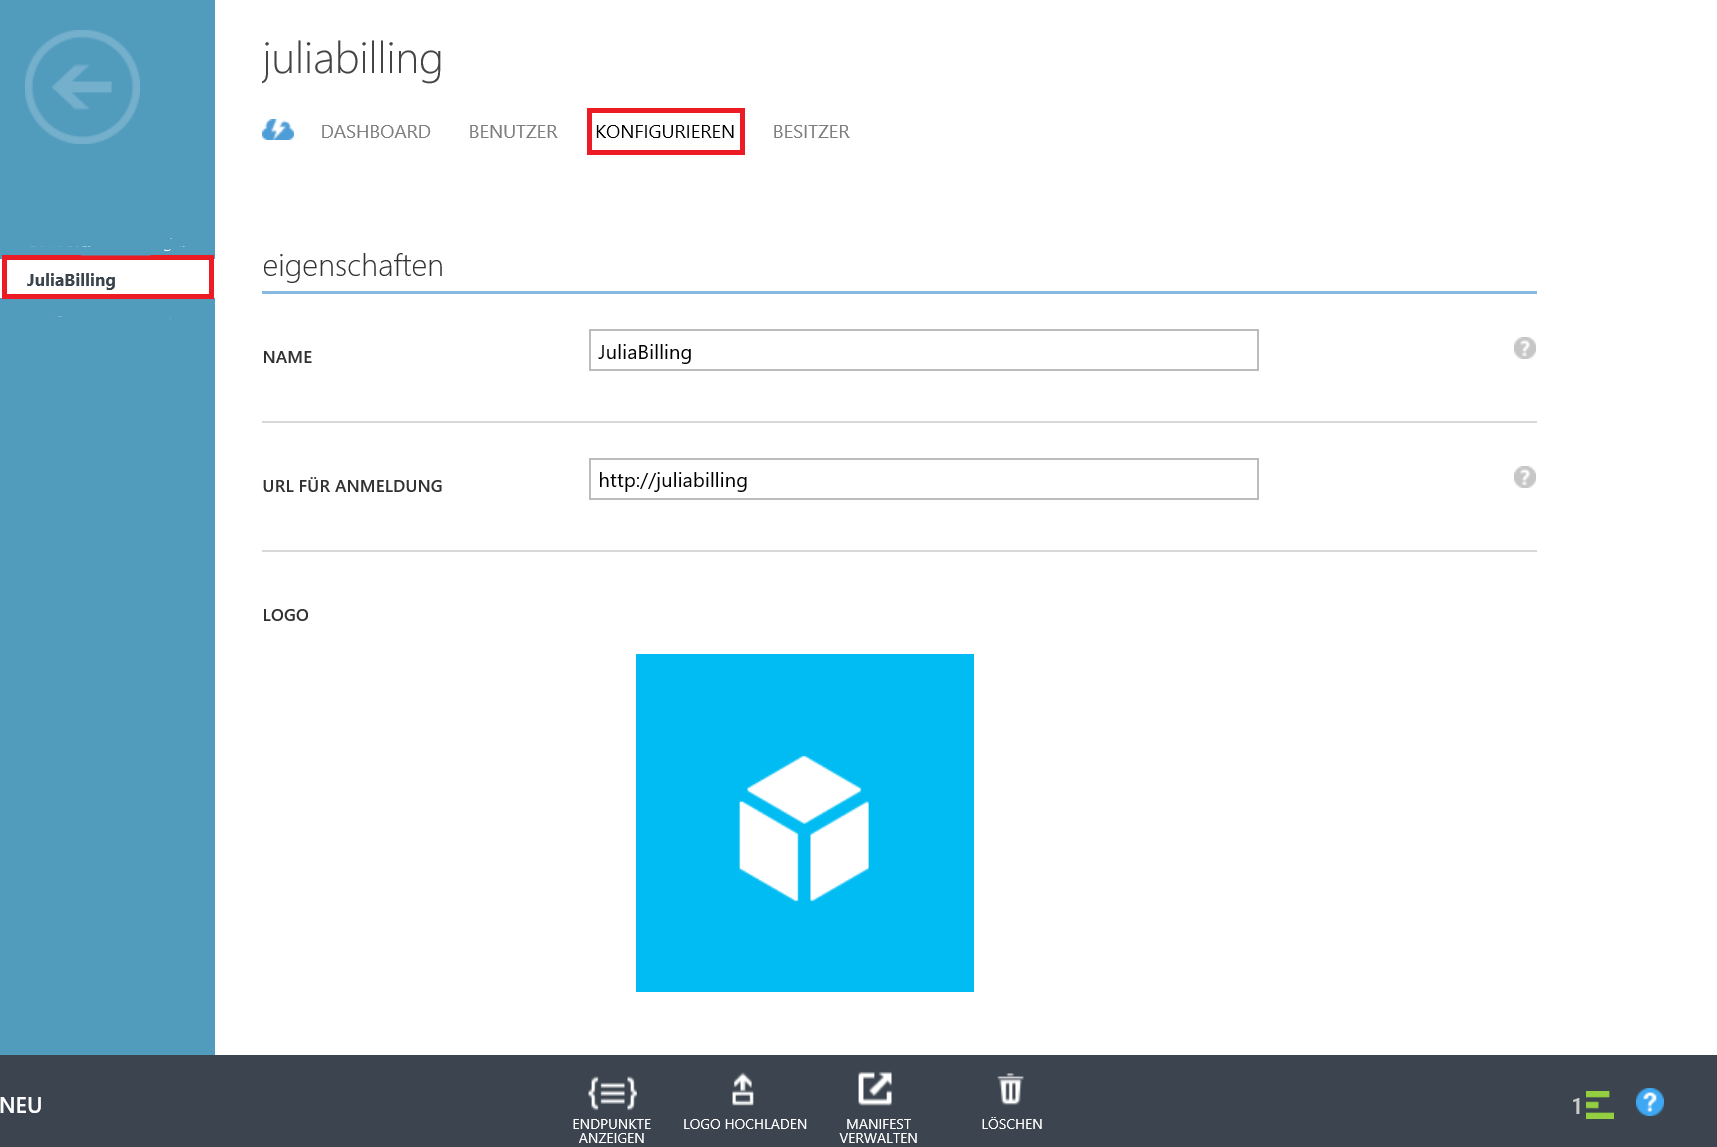 juliabilling
DASHBOARD BENUTZER KONFIGURIEREN BESITZER
JuliaBilling
eigenschaften
NAME JuliaBilling ?
URL FÜR ANMELDUNG http://juliabilling ?
LOGO
NEU
ENDPUNKTE ANZEIGEN
LOGO HOCHLADEN
MANIFEST VERWALTEN
LÖSCHEN
1
?